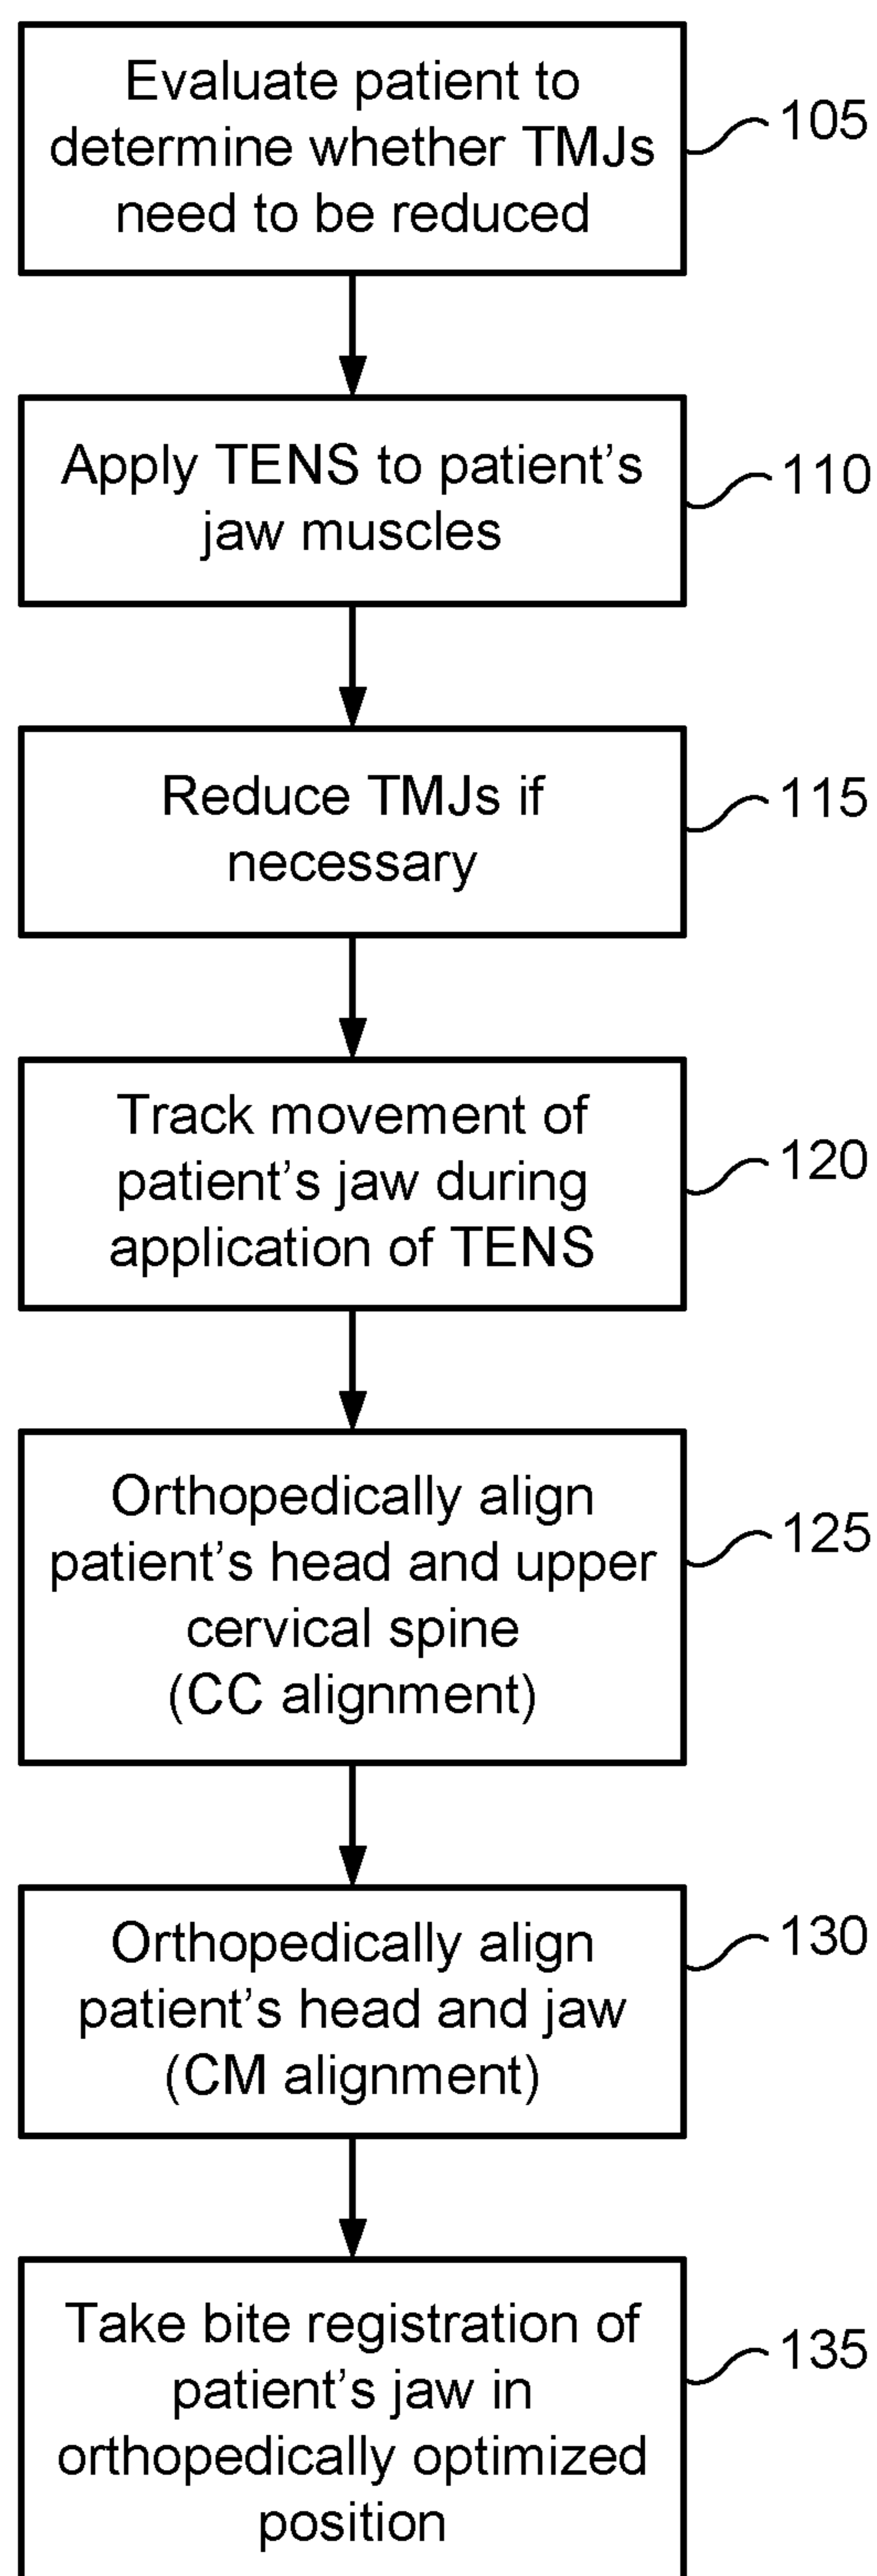 Evaluate patient to
determine whether TMJs
need to be reduced
105
Apply TENS to patient's
jaw muscles
110
Reduce TMJs if
necessary
115
Track movement of
patient's jaw during
application of TENS
120
Orthopedically align
patient's head and upper
cervical spine
(CC alignment)
125
Orthopedically align
patient's head and jaw
(CM alignment)
130
Take bite registration of
patient's jaw in
orthopedically optimized
position
135